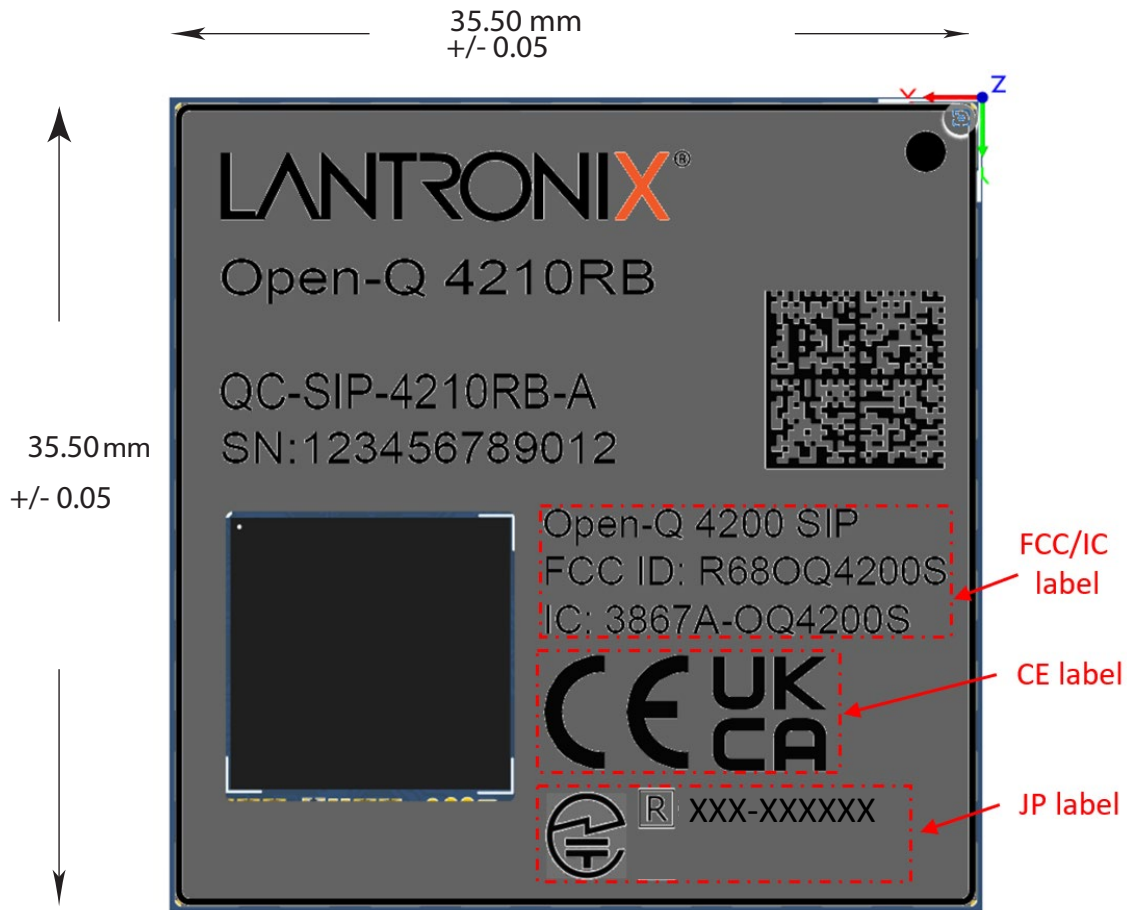 35.50 mm
+/- 0.05
Z
X
LANTRONIX®
Open-Q 4210RB
QC-SIP-4210RB-A
SN:123456789012
35.50 mm
+/- 0.05
Open-Q 4200 SIP
FCC ID: R68OQ4200S
IC: 3867A-OQ4200S
FCC/IC
label
CE
UK
CA
CE label
R XXX-XXXXXX
JP label